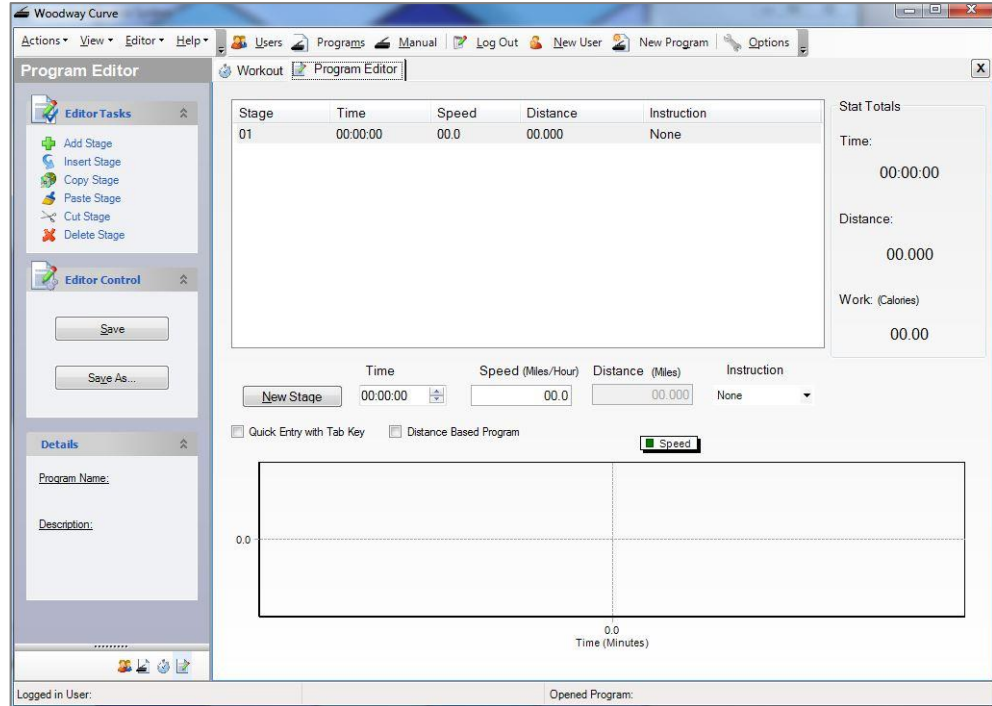 Woodway Curve
Actions View Editor Help Users Programs Manual Log Out New User New Program Options
Program Editor
Workout Program Editor X
Editor Tasks
Add Stage
Insert Stage
Copy Stage
Paste Stage
Cut Stage
Delete Stage
Editor Control
Save
Save As...
Details
Program Name:
Description:
Stage Time Speed Distance Instruction
01 00:00:00 00.0 00.000 None
Stat Totals
Time:
00:00:00
Distance:
00.000
Work: (Calories)
00.00
Time Speed (Miles/Hour) Distance (Miles) Instruction
New Stage 00:00:00 00.0 00.000 None
Quick Entry with Tab Key Distance Based Program
Speed
0.0
0.0
Time (Minutes)
Logged in User: Opened Program: